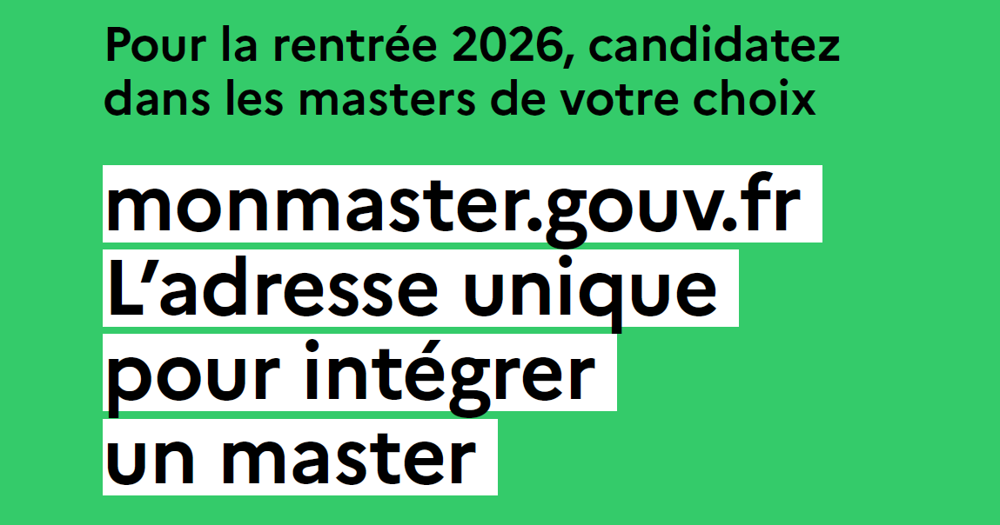 Pour la rentrée 2026, candidatez
dans les masters de votre choix
monmaster.gouv.fr
L’adresse unique
pour intégrer
un master